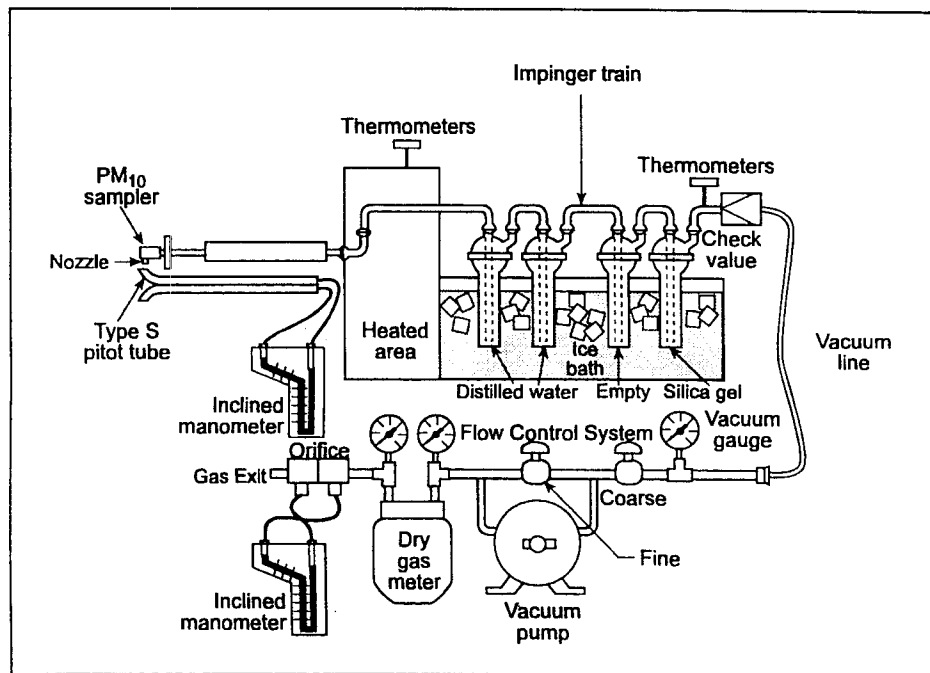 Impinger train
Thermometers
Thermometers
PM10
sampler
Check
value
Nozzle
Type S
pitot tube
Heated
area
Ice
bath
Vacuum
line
Distilled water
Empty
Silica gel
Inclined
manometer
Flow Control System
Vacuum
gauge
Orifice
Gas Exit
Coarse
Dry
gas
meter
Fine
Inclined
manometer
Vacuum
pump